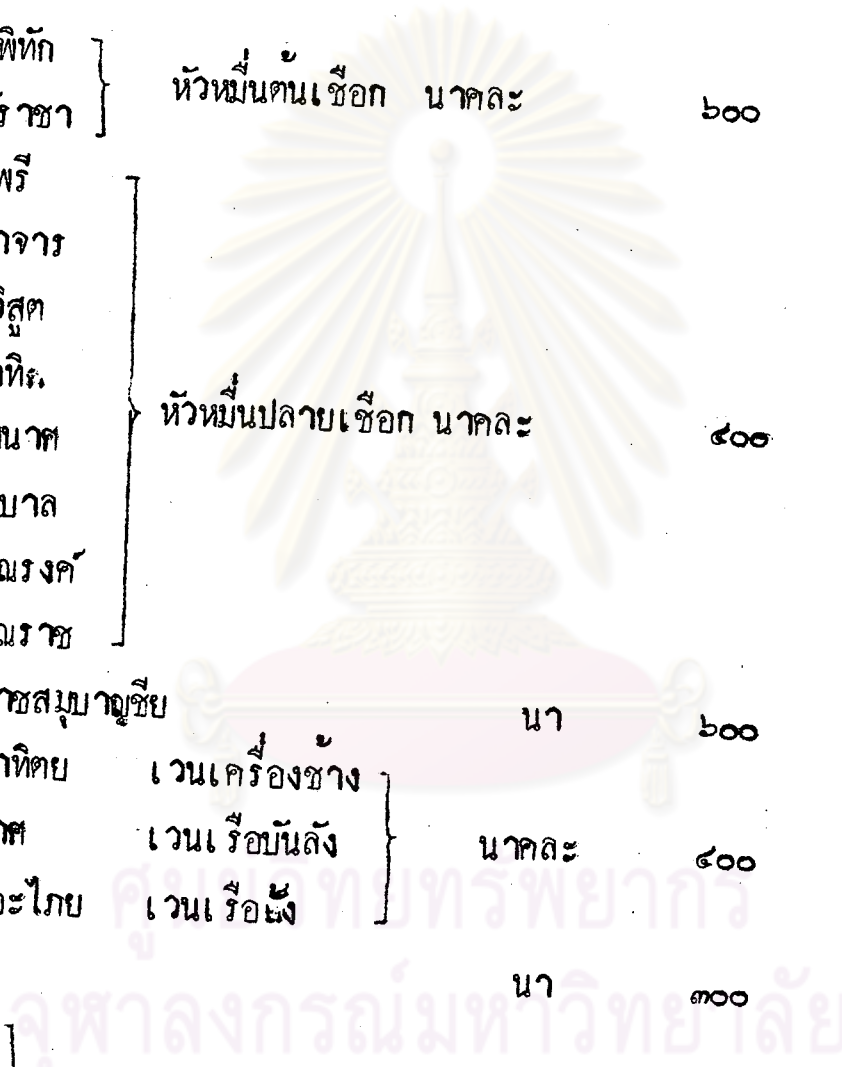 พิทัก
ราชา
หัวหมื่นต้นเชือก นาคละ ๖๐๐
พรี
าจาร
วิสูต
าทิะ
นาศ
บาล
ณรงค์
ณราช
หัวหมื่นปลายเชือก นาคละ ๔๐๐
าชสมุบาญชีย นา ๖๐๐
าทิตย เวนเครื่องช้าง
าศ เวนเรือบันลัง
อะไภย เวนเรือ
นาคละ ๔๐๐
นา ๓๐๐
ศูนย์วิทยทรัพยากร
จุฬาลงกรณ์มหาวิทยาลัย